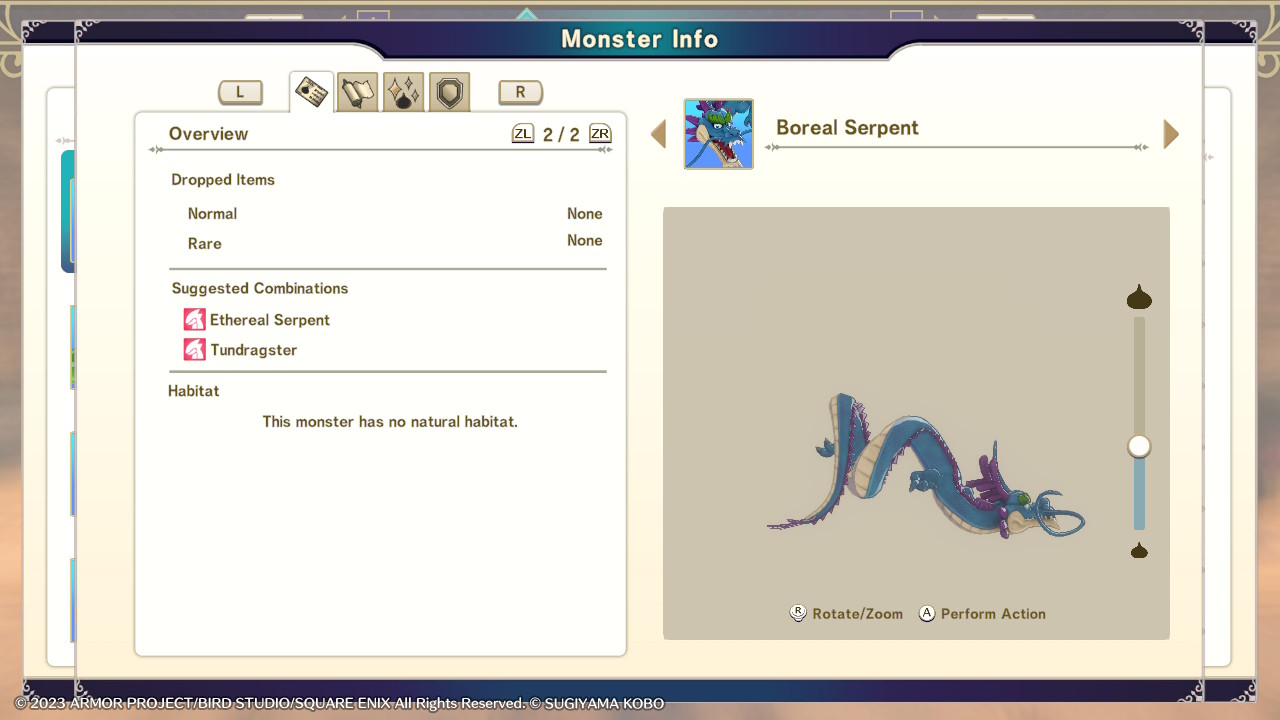 Monster Info
L
R
Overview
ZL 2 / 2 ZR
Dropped Items
Normal None
Rare None
Suggested Combinations
Ethereal Serpent
Tundragster
Habitat
This monster has no natural habitat.
Boreal Serpent
R Rotate/Zoom A Perform Action
© 2023 ARMOR PROJECT/BIRD STUDIO/SQUARE ENIX All Rights Reserved. © SUGIYAMA KOBO